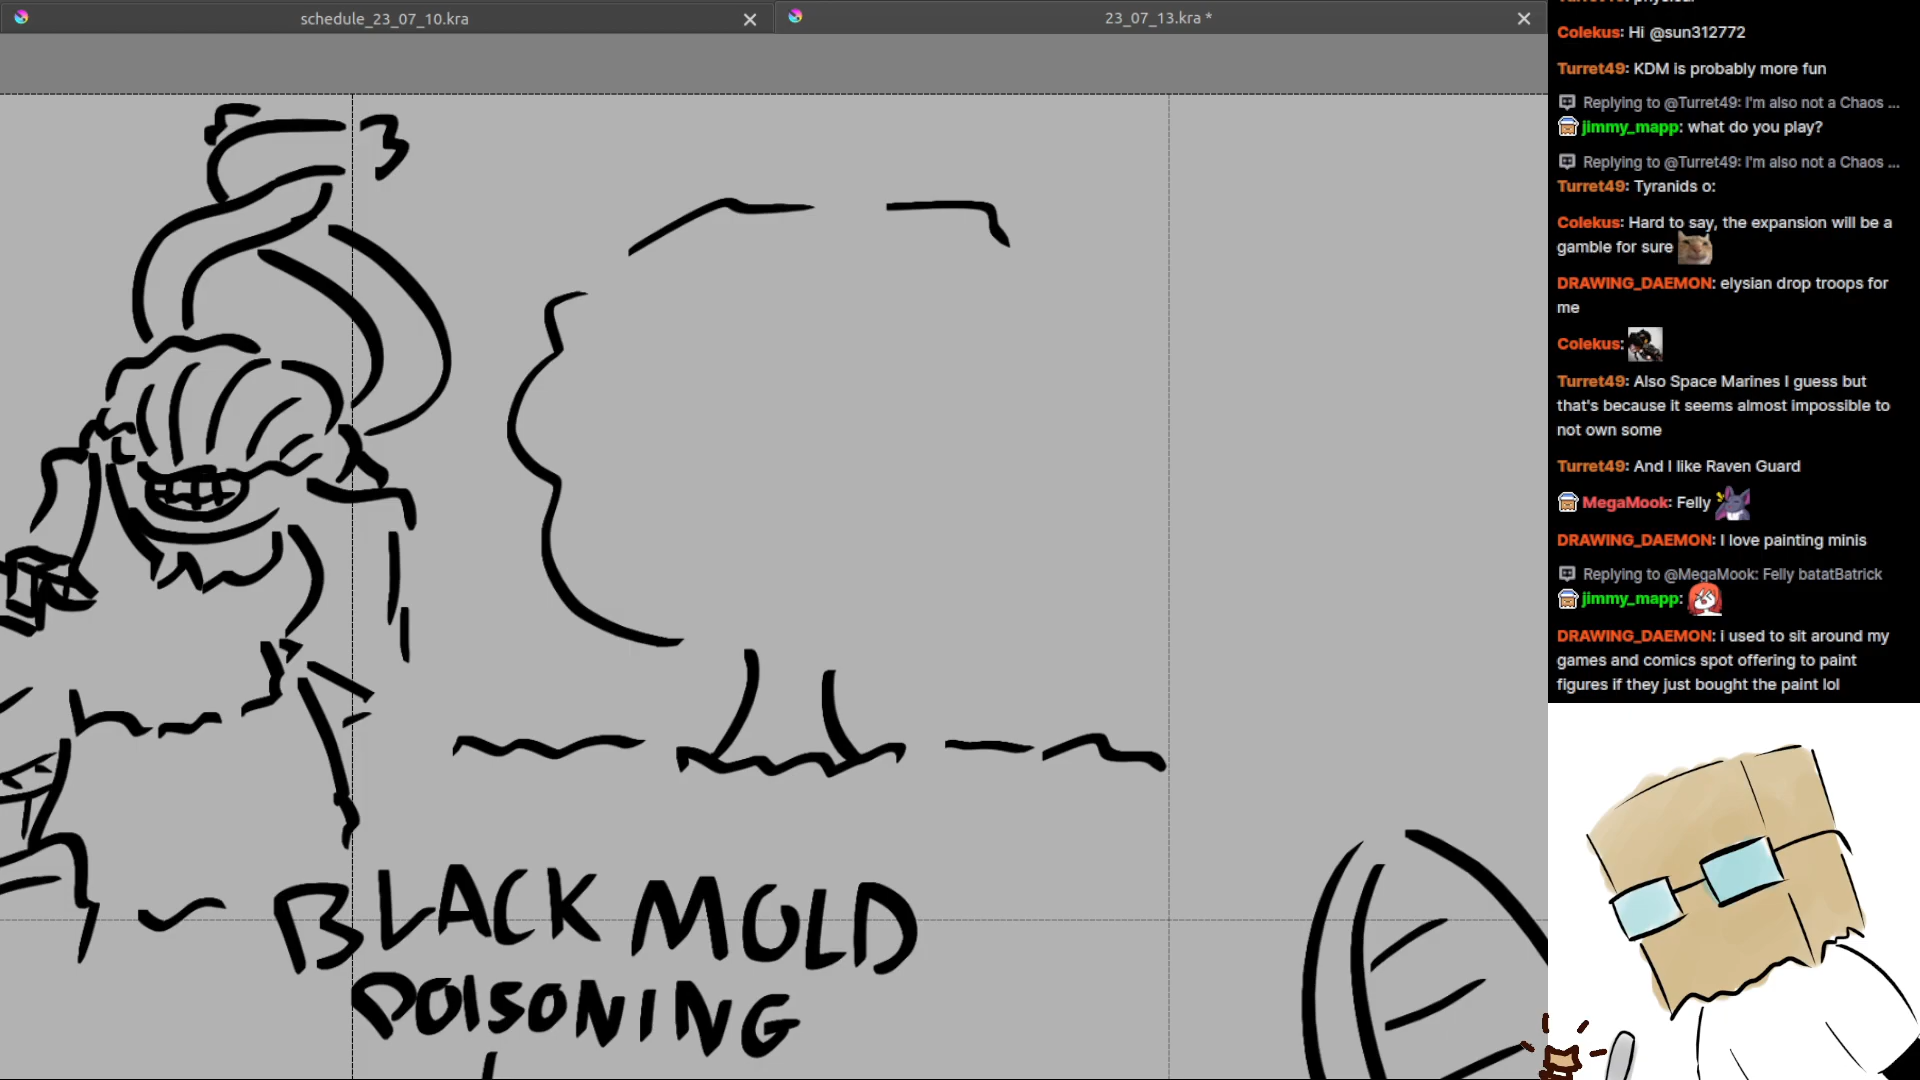 schedule_23_07_10.kra
23_07_13.kra *
3
BLACK MOLD
POISONING
Colekus: Hi @sun312772
Turret49: KDM is probably more fun
Replying to @Turret49: I'm also not a Chaos ...
jimmy_mapp: what do you play?
Replying to @Turret49: I'm also not a Chaos ...
Turret49: Tyranids o:
Colekus: Hard to say, the expansion will be a
gamble for sure
DRAWING_DAEMON: elysian drop troops for
me
Colekus:
Turret49: Also Space Marines I guess but
that's because it seems almost impossible to
not own some
Turret49: And I like Raven Guard
MegaMook: Felly
DRAWING_DAEMON: I love painting minis
Replying to @MegaMook: Felly batatBatrick
jimmy_mapp:
DRAWING_DAEMON: i used to sit around my
games and comics spot offering to paint
figures if they just bought the paint lol